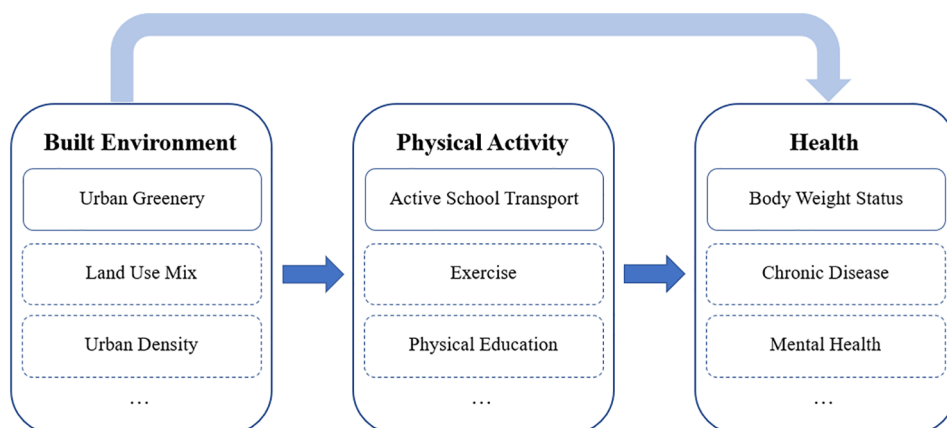 Built Environment
Urban Greenery
Land Use Mix
Urban Density
…
Physical Activity
Active School Transport
Exercise
Physical Education
…
Health
Body Weight Status
Chronic Disease
Mental Health
…